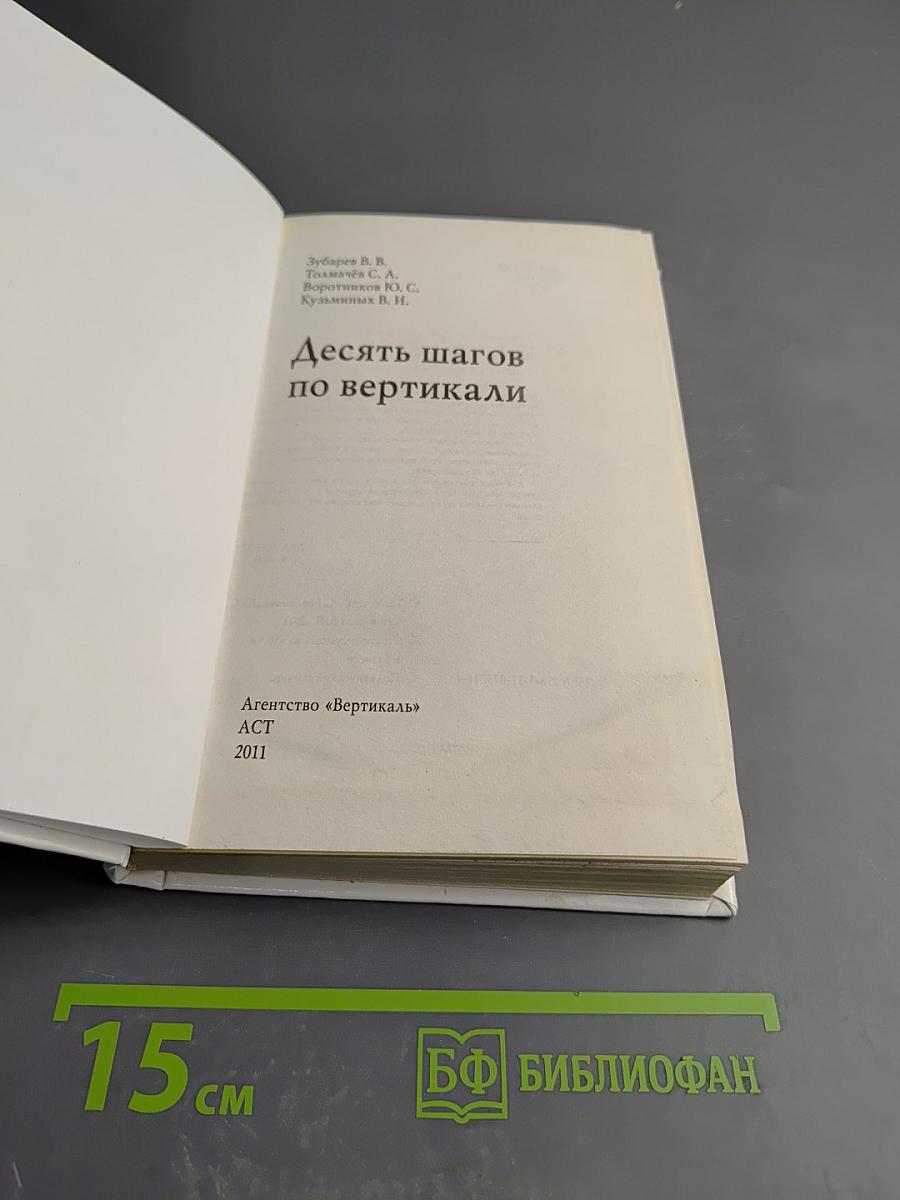 Зубарев В. В.
Толмачёв С. А.
Воротников Ю. С.
Кузьминых В. И.
Десять шагов
по вертикали
Агентство «Вертикаль»
АСТ
2011
15 см
БФ БИБЛИОФАН